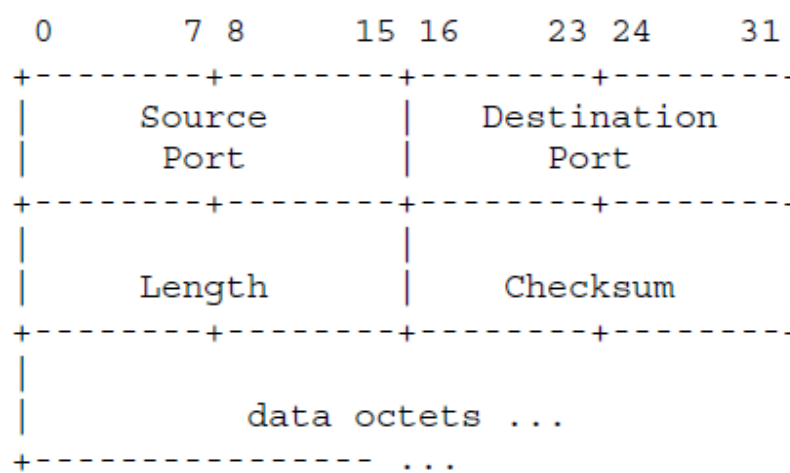 0      7 8     15 16    23 24    31
+--------+--------+--------+--------
|     Source      |   Destination
|      Port       |      Port
+--------+--------+--------+--------
|                 |
|     Length      |    Checksum
+--------+--------+--------+--------
|
|          data octets ...
+---------------- ...